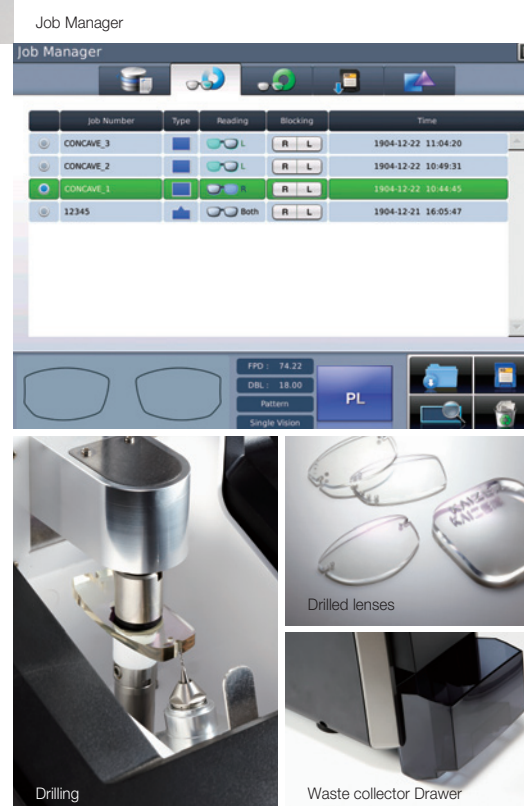 Job Manager
Job Manager
Job Number Type Reading Blocking Time
CONCAVE_3 L R L 1904-12-22 11:04:20
CONCAVE_2 L R L 1904-12-22 10:49:31
CONCAVE_1 R R L 1904-12-22 10:44:45
12345 Both R L 1904-12-21 16:05:47
FPD : 74.22
DBL : 18.00
Pattern
Single Vision
PL
Drilled lenses
Drilling
Waste collector Drawer